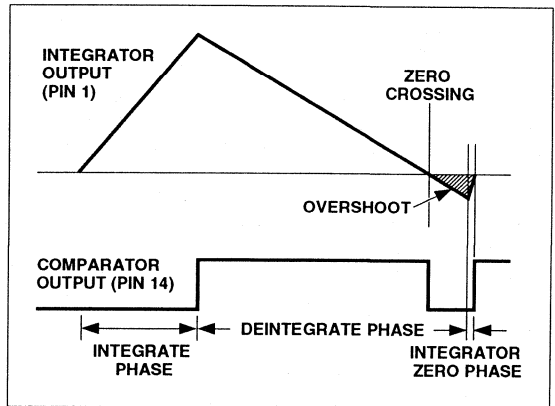 INTEGRATOR
OUTPUT
(PIN 1)
ZERO
CROSSING
OVERSHOOT
COMPARATOR
OUTPUT (PIN 14)
DEINTEGRATE PHASE
INTEGRATE
PHASE
INTEGRATOR
ZERO PHASE